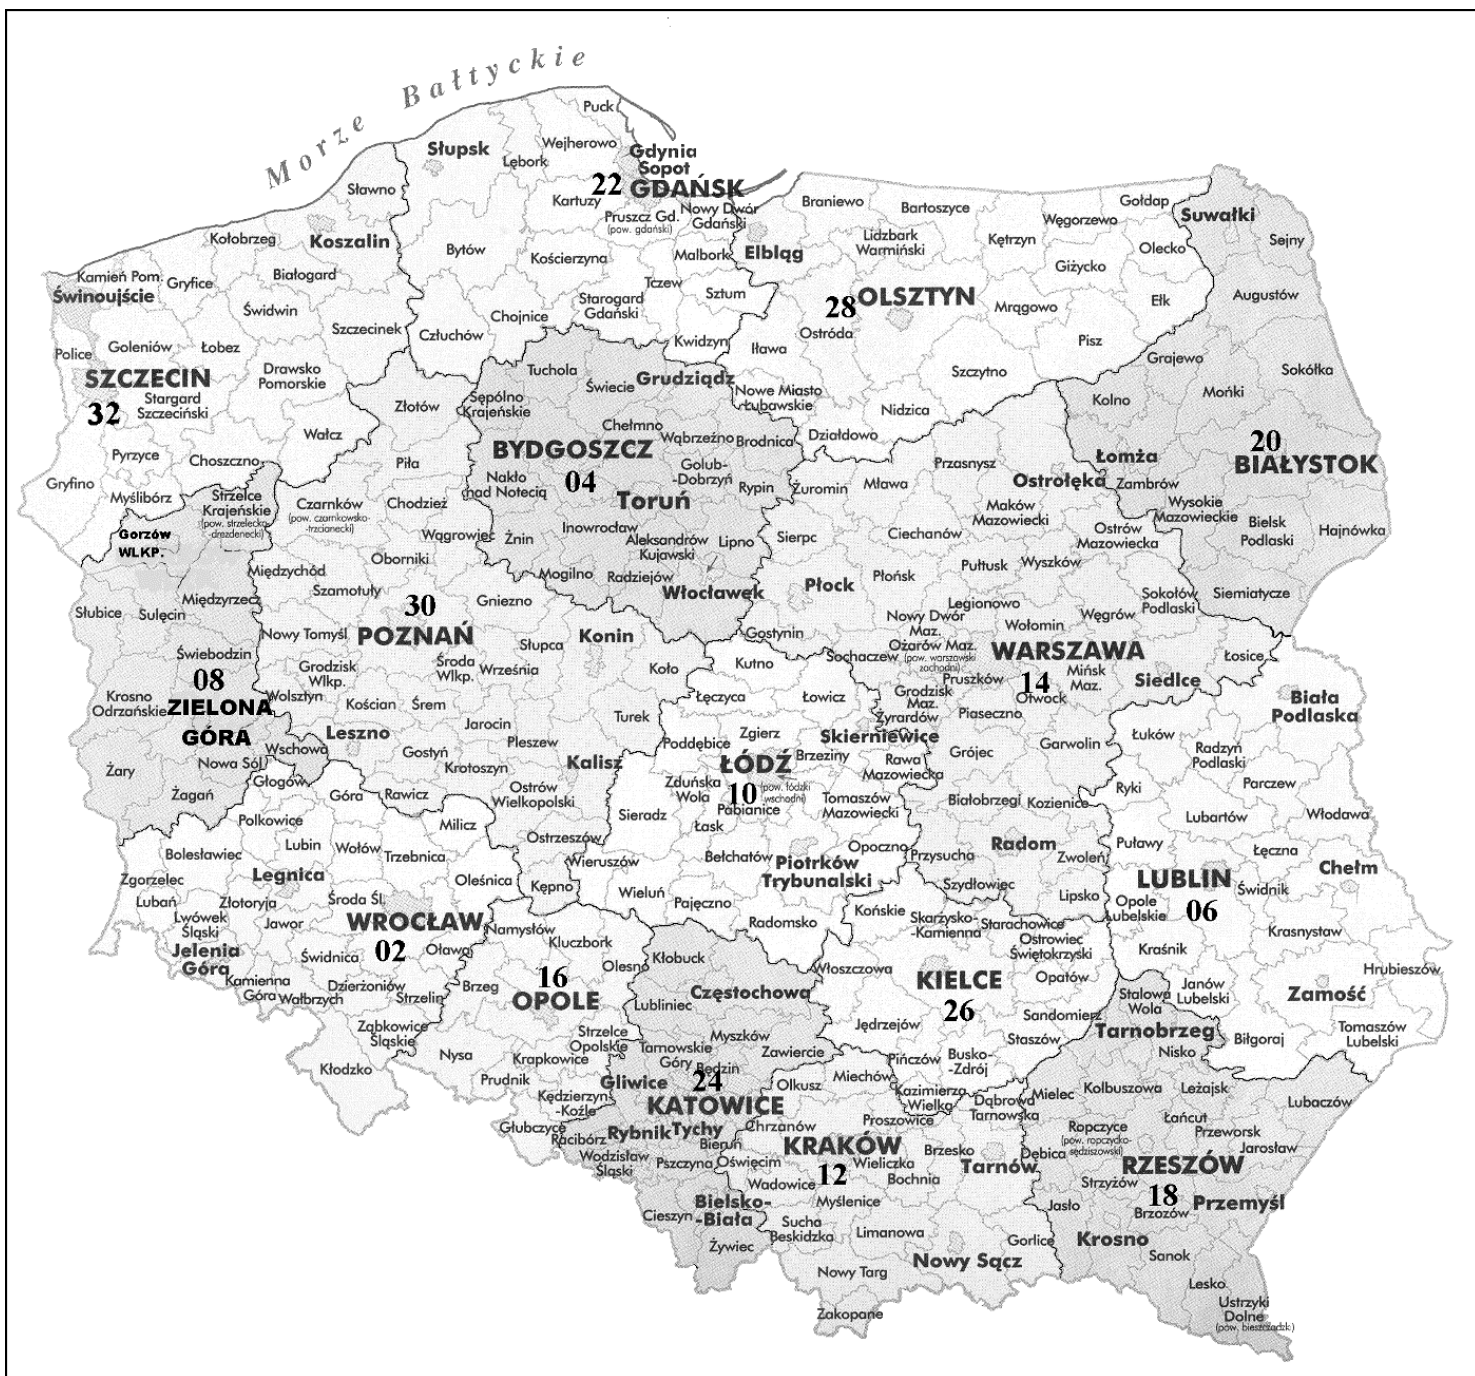 Morze Bałtyckie
Puck
Słupsk
Wejherowo
Lębork
Gdynia
Sopot
22 GDAŃSK
Sławno
Kartuzy
Pruszcz Gd.
(pow. gdański)
Nowy Dwór
Gdański
Koszalin
Kołobrzeg
Bytów
Kościerzyna
Malbork
Tczew
Sztum
Starogard
Gdański
Chojnice
Człuchów
Kwidzyn
Kamień Pom.
Gryfice
Białogard
Świnoujście
Świdwin
Szczecinek
Police
Goleniów
Łobez
SZCZECIN
32
Drawsko
Pomorskie
Stargard
Szczeciński
Wałcz
Pyrzyce
Choszczno
Gryfino
Myślibórz
Braniewo
Bartoszyce
Gołdap
Węgorzewo
Lidzbark
Warmiński
Kętrzyn
Olecko
Elbląg
Giżycko
28 OLSZTYN
Mrągowo
Ełk
Ostróda
Iława
Pisz
Szczytno
Nowe Miasto
Lubawskie
Nidzica
Działdowo
Suwałki
Sejny
Augustów
Grajewo
Sokółka
Mońki
Kolno
20
BIAŁYSTOK
Łomża
Zambrów
Wysokie
Mazowieckie
Bielsk
Podlaski
Hajnówka
Siemiatycze
Tuchola
Świecie
Grudziądz
Sępólno
Krajeńskie
Chełmno
Wąbrzeźno
Brodnica
BYDGOSZCZ
04
Nakło
nad Notecią
Golub-
-Dobrzyń
Rypin
Toruń
Inowrocław
Żnin
Aleksandrów
Kujawski
Lipno
Mogilno
Radziejów
Włocławek
Złotów
Piła
Czarnków
(pow. czarnkowsko-
-trzcianecki)
Chodzież
Wągrowiec
Oborniki
Międzychód
Szamotuły
30
POZNAŃ
Gniezno
Nowy Tomyśl
Słupca
Konin
Grodzisk
Wlkp.
Środa
Wlkp.
Września
Koło
Wolsztyn
Kościan
Śrem
Turek
Leszno
Jarocin
Pleszew
Gostyń
Krotoszyn
Kalisz
Rawicz
Ostrów
Wielkopolski
Ostrzeszów
Kępno
Strzelce
Krajeńskie
(pow. strzelecko-
-drezdenecki)
Gorzów
WLKP.
Słubice
Sulęcin
Międzyrzecz
Świebodzin
08
ZIELONA
GÓRA
Krosno
Odrzańskie
Wschowa
Nowa Sól
Żary
Żagań
Przasnysz
Ostrołęka
Żuromin
Mława
Maków
Mazowiecki
Sierpc
Ciechanów
Ostrów
Mazowiecka
Pułtusk
Wyszków
Płock
Płońsk
Sokołów
Podlaski
Legionowo
Nowy Dwór
Maz.
Wołomin
Węgrów
Gostynin
Sochaczew
Ożarów Maz.
(pow. warszawski
zachodni)
WARSZAWA
14
Mińsk
Maz.
Siedlce
Łosice
Pruszków
Otwock
Grodzisk
Maz.
Żyrardów
Piaseczno
Grójec
Garwolin
Białobrzegi
Kozienice
Radom
Przysucha
Zwoleń
Szydłowiec
Lipsko
Kutno
Łęczyca
Łowicz
Skierniewice
Poddębice
Zgierz
Brzeziny
Rawa
Mazowiecka
ŁÓDŹ
10
(pow. łódzki
wschodni)
Zduńska
Wola
Pabianice
Tomaszów
Mazowiecki
Sieradz
Łask
Opoczno
Bełchatów
Piotrków
Trybunalski
Wieruszów
Wieluń
Pajęczno
Radomsko
Biała
Podlaska
Łuków
Radzyń
Podlaski
Ryki
Parczew
Lubartów
Włodawa
Puławy
Łęczna
LUBLIN
06
Chełm
Świdnik
Opole
Lubelskie
Krasnystaw
Kraśnik
Hrubieszów
Janów
Lubelski
Zamość
Biłgoraj
Tomaszów
Lubelski
Głogów
Góra
Polkowice
Milicz
Lubin
Wołów
Bolesławiec
Trzebnica
Legnica
Oleśnica
Zgorzelec
Lubań
Złotoryja
Środa Śl.
Lwówek
Śląski
Jawor
WROCŁAW
02
Oława
Jelenia
Góra
Świdnica
Kamienna
Góra
Dzierżoniów
Wałbrzych
Strzelin
Ząbkowice
Śląskie
Kłodzko
Namysłów
Kluczbork
Olesno
Brzeg
16
OPOLE
Strzelce
Opolskie
Nysa
Krapkowice
Prudnik
Kędzierzyn
-Koźle
Głubczyce
Kłobuck
Częstochowa
Lubliniec
Myszków
Tarnowskie
Góry
Zawiercie
Będzin
Gliwice
24
KATOWICE
Rybnik
Tychy
Racibórz
Bieruń
Wodzisław
Śląski
Pszczyna
Cieszyn
Bielsko-
-Biała
Żywiec
Końskie
Skarżysko-
-Kamienna
Starachowice
Ostrowiec
Świętokrzyski
Włoszczowa
KIELCE
26
Opatów
Jędrzejów
Sandomierz
Staszów
Pińczów
Busko-
-Zdrój
Kazimierza
Wielka
Olkusz
Miechów
Dąbrowa
Tarnowska
Proszowice
Chrzanów
KRAKÓW
12
Brzesko
Tarnów
Oświęcim
Wieliczka
Bochnia
Wadowice
Myślenice
Sucha
Beskidzka
Limanowa
Gorlice
Nowy Sącz
Nowy Targ
Zakopane
Stalowa
Wola
Tarnobrzeg
Nisko
Mielec
Kolbuszowa
Leżajsk
Lubaczów
Łańcut
Ropczyce
(pow. ropczycko-
-sędziszowski)
Przeworsk
Dębica
RZESZÓW
18
Jarosław
Strzyżów
Przemyśl
Jasło
Brzozów
Krosno
Sanok
Lesko
Ustrzyki
Dolne
(pow. bieszczadzki)